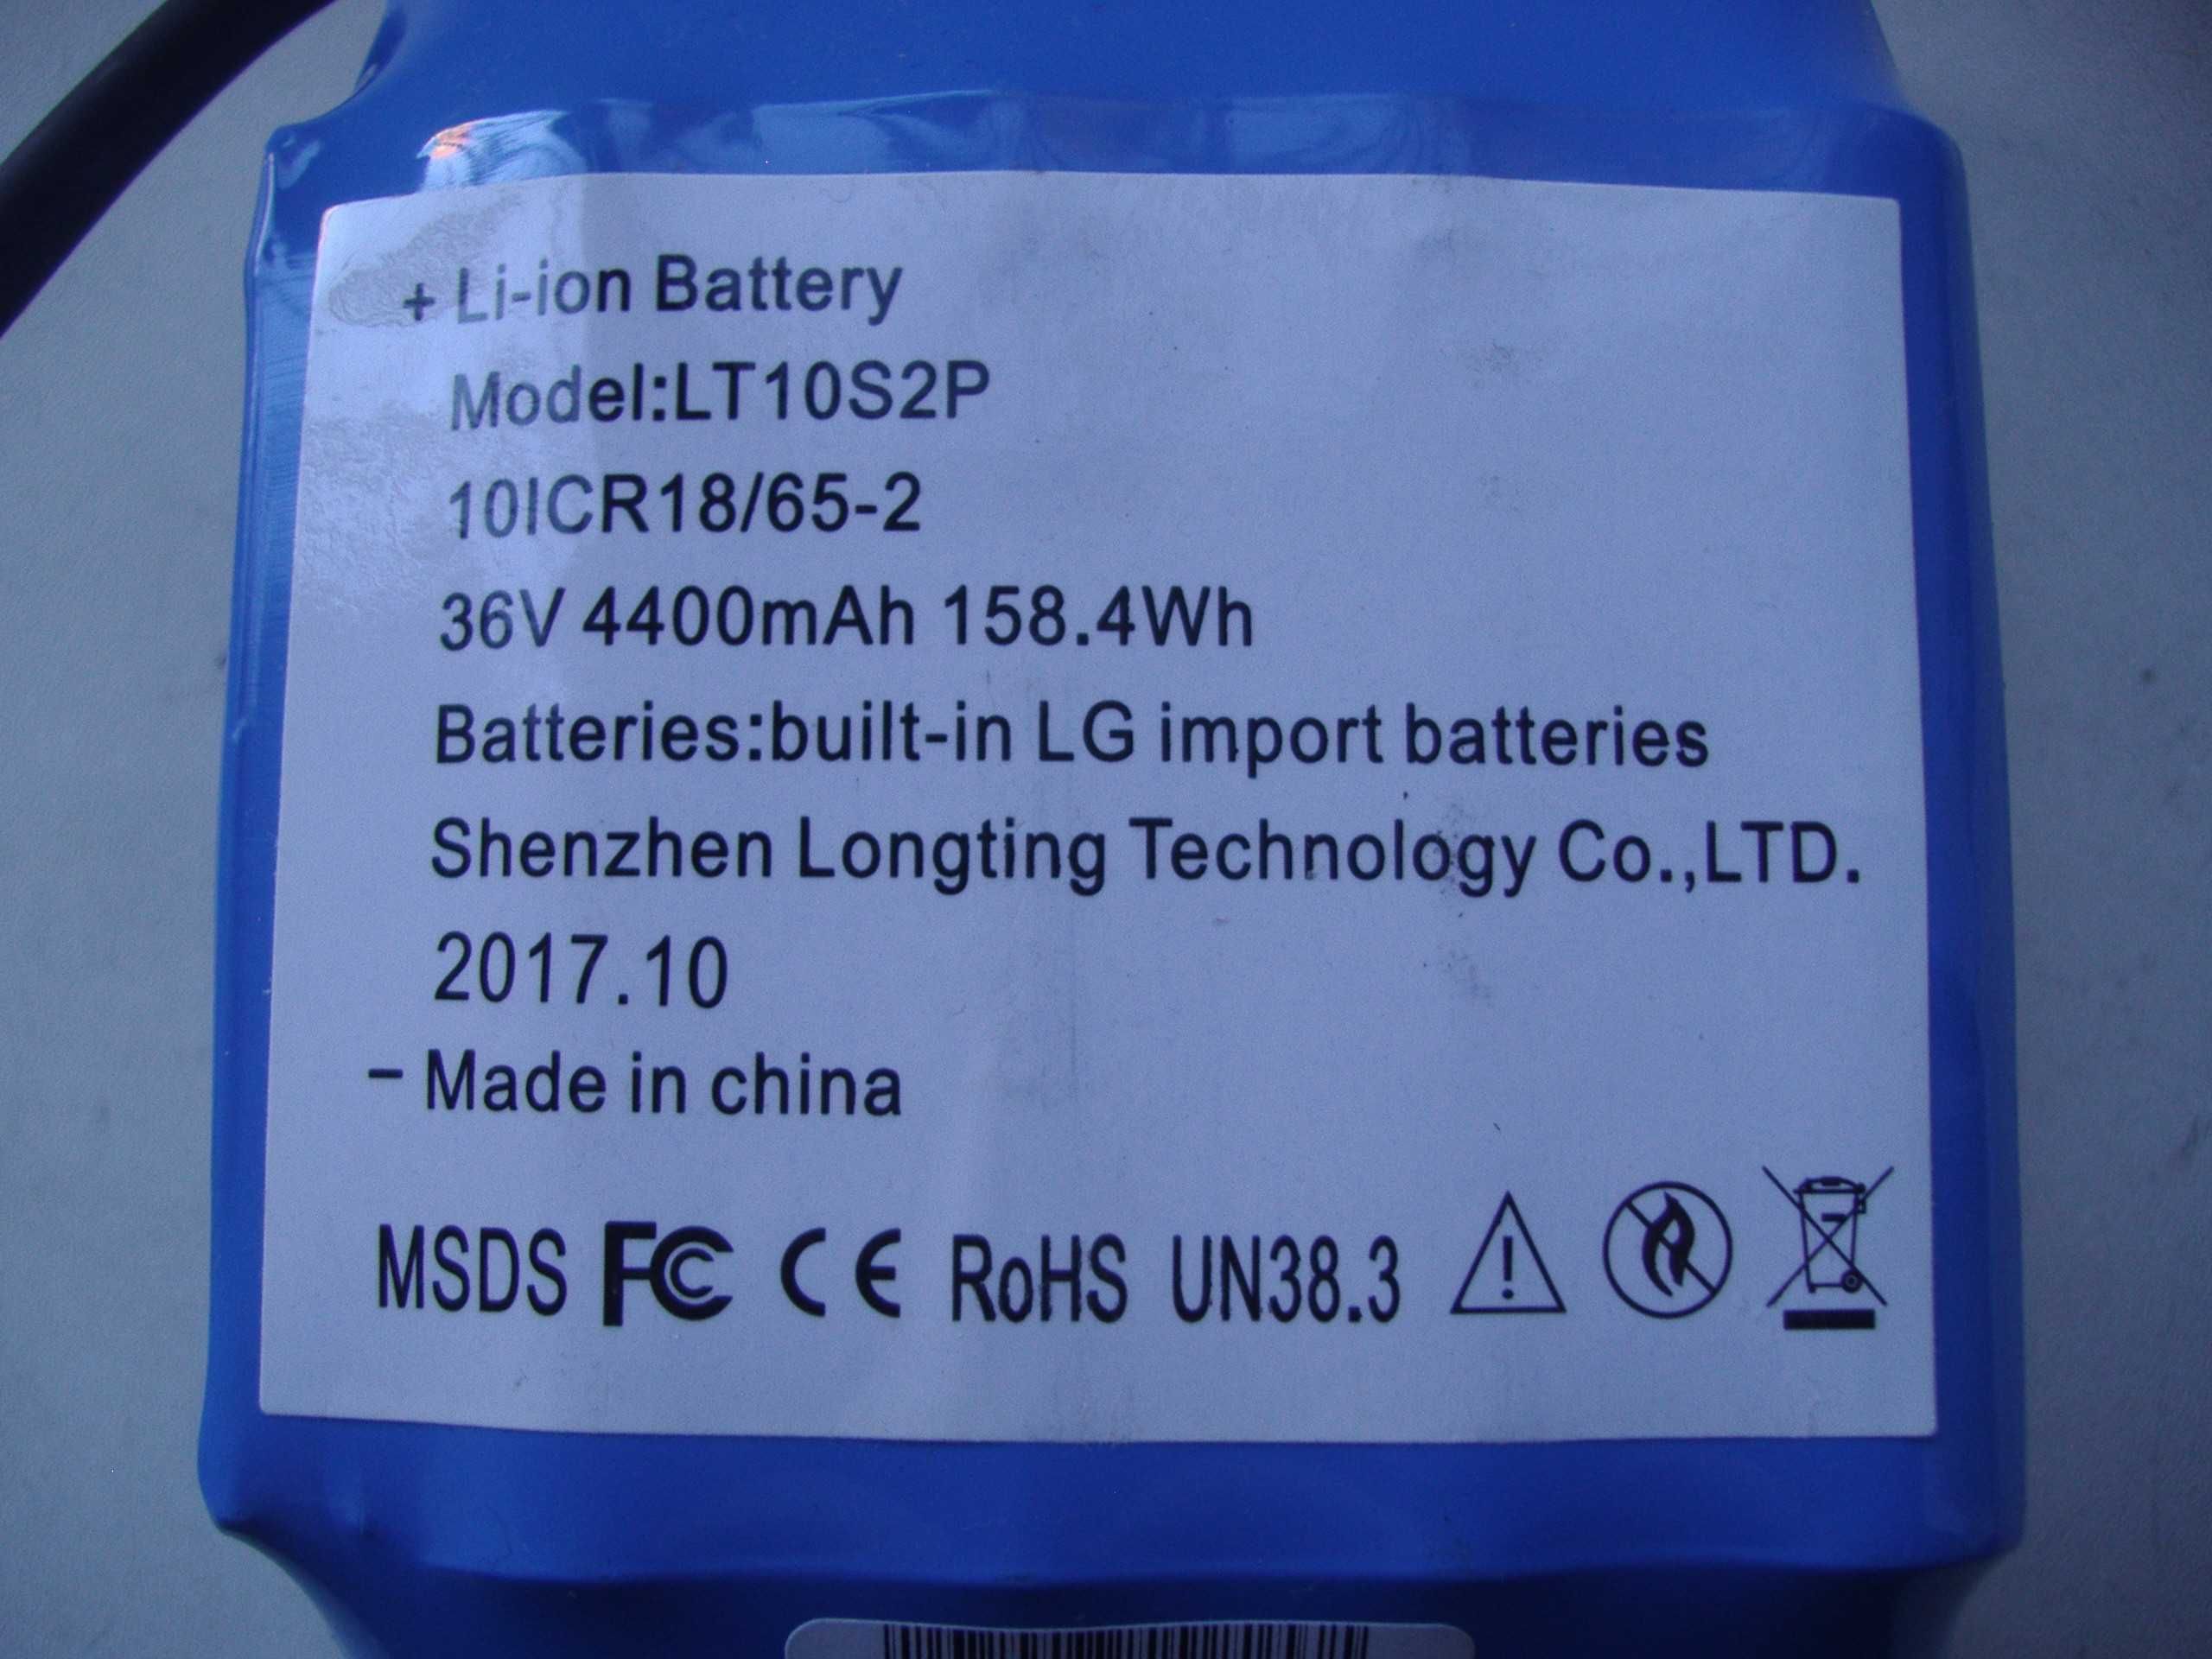 + Li-ion Battery
Model:LT10S2P
10ICR18/65-2
36V 4400mAh 158.4Wh
Batteries:built-in LG import batteries
Shenzhen Longting Technology Co.,LTD.
2017.10
- Made in china
MSDS FC CE RoHS UN38.3